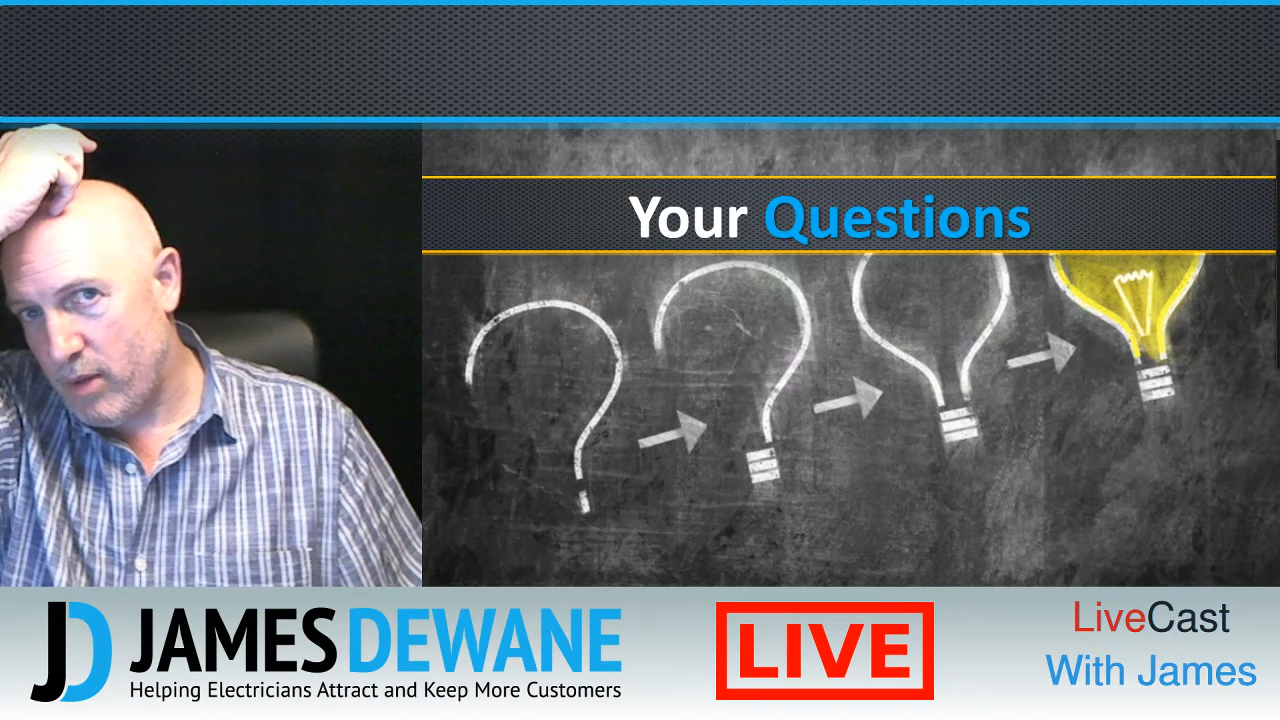 Your Questions
JD JAMES DEWANE
Helping Electricians Attract and Keep More Customers
LIVE
LiveCast
With James